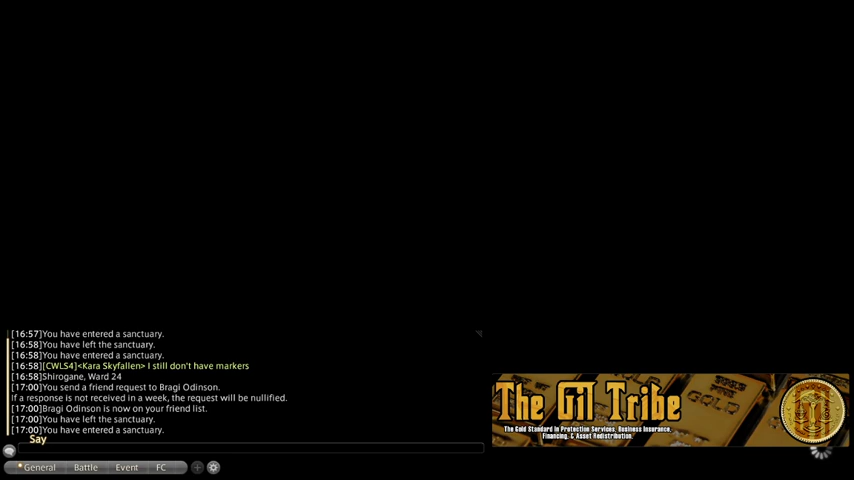 [16:57]You have entered a sanctuary.
[16:58]You have left the sanctuary.
[16:58]You have entered a sanctuary.
[16:58][CWLS4]<Kara Skyfallen> I still don't have markers
[16:58]Shirogane, Ward 24
[17:00]You send a friend request to Bragi Odinson.
If a response is not received in a week, the request will be nullified.
[17:00]Bragi Odinson is now on your friend list.
[17:00]You have left the sanctuary.
[17:00]You have entered a sanctuary.
Say
General Battle Event FC
The Gil Tribe
The Gold Standard In Protection Services, Business Insurance,
Financing, & Asset Redistribution.
GOLD